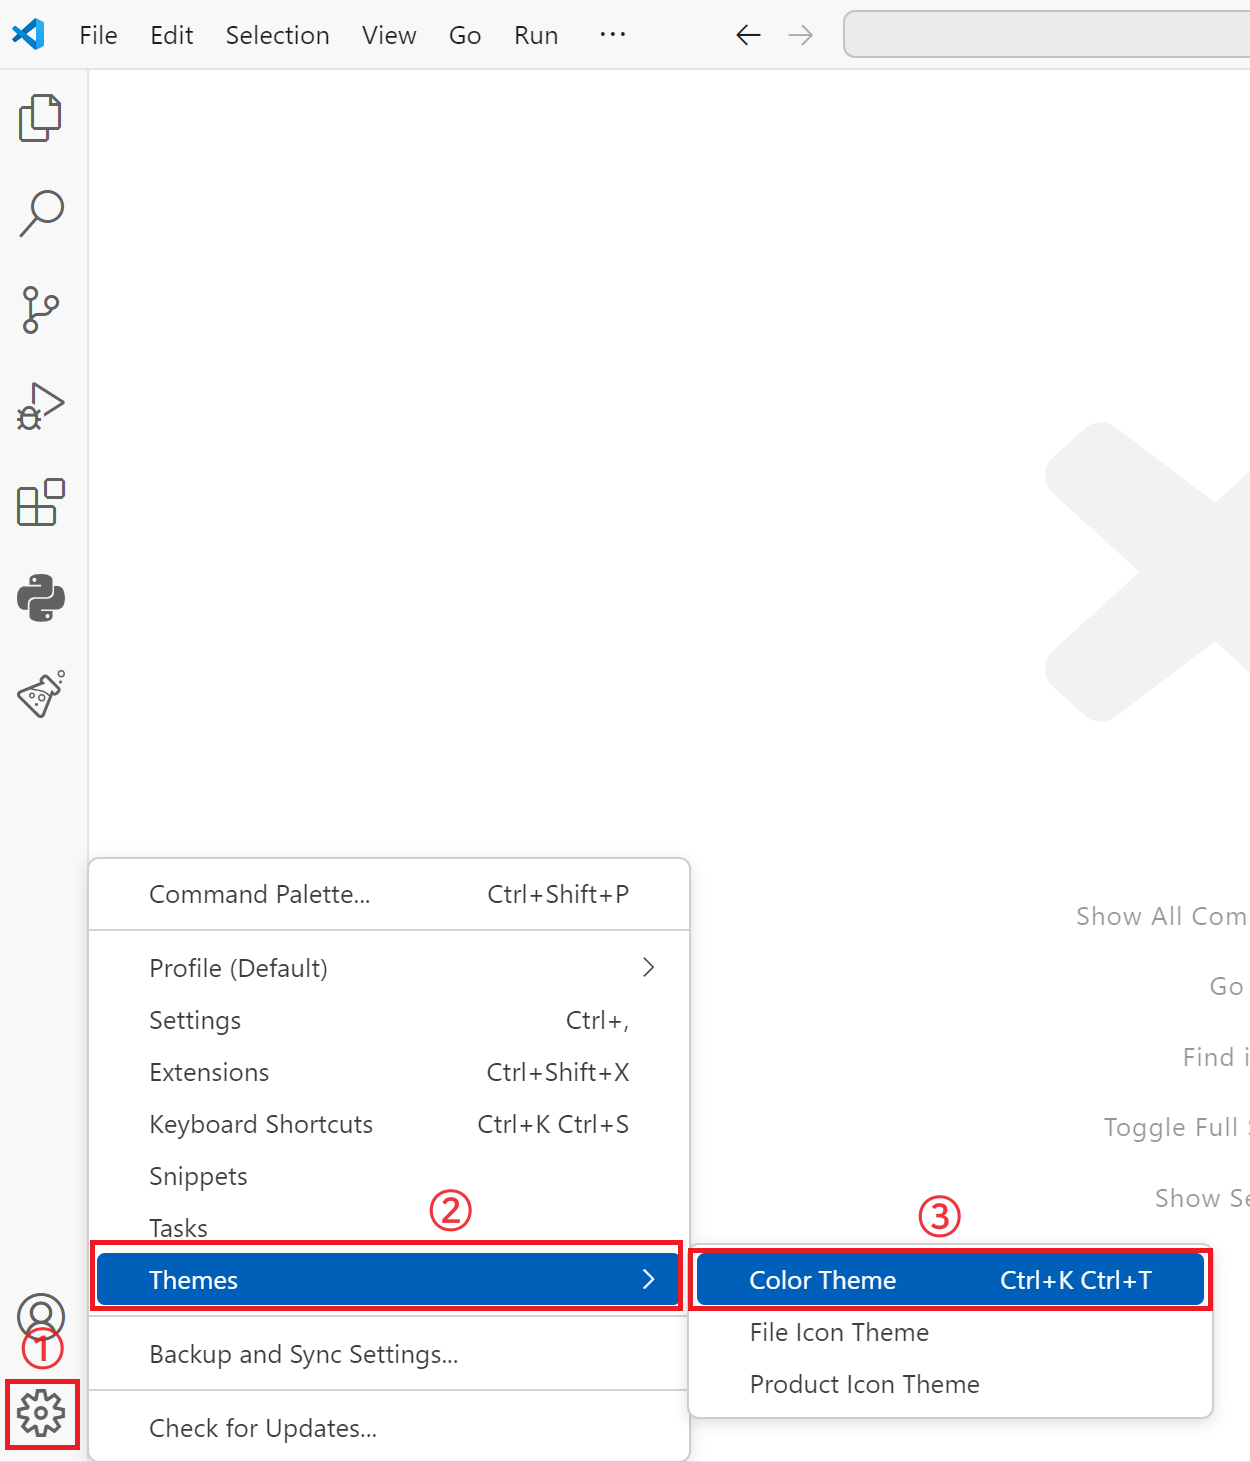 File Edit Selection View Go Run ···
Command Palette... Ctrl+Shift+P
Show All Com
Profile (Default)
Go
Settings Ctrl+,
Find i
Extensions Ctrl+Shift+X
Keyboard Shortcuts Ctrl+K Ctrl+S
Toggle Full
Snippets
Show Se
② ③
Tasks
Themes
Color Theme Ctrl+K Ctrl+T
File Icon Theme
①
Backup and Sync Settings...
Product Icon Theme
Check for Updates...